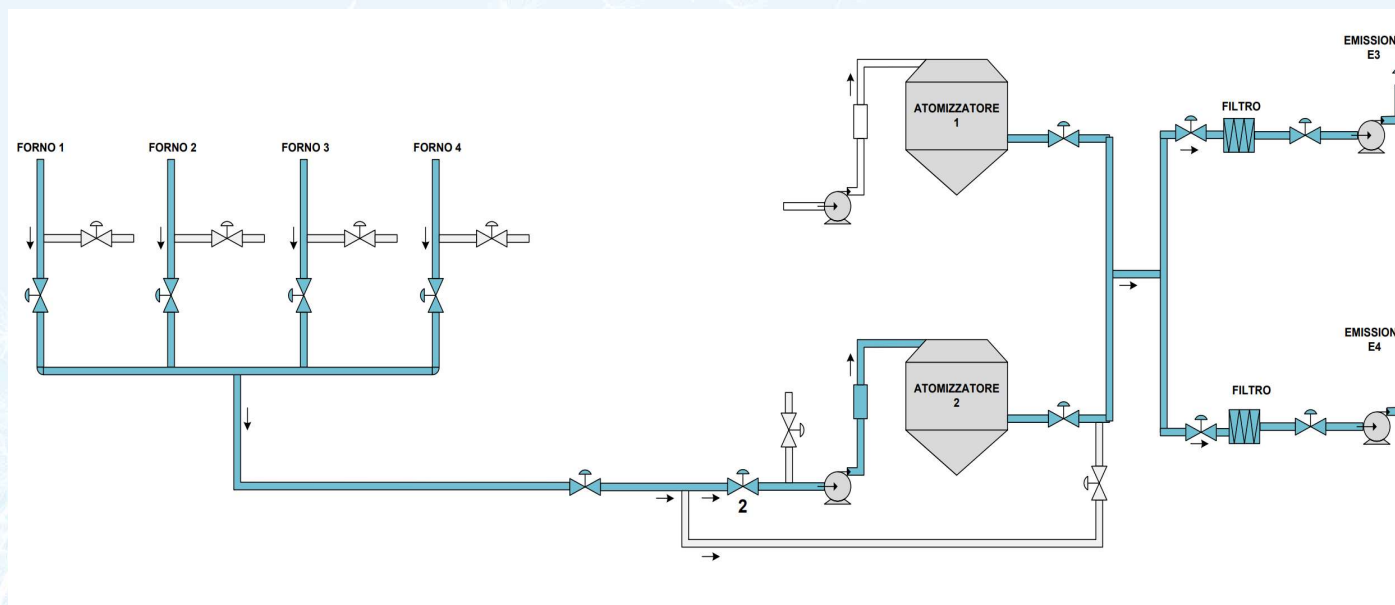 EMISSION
E3
FILTRO
ATOMIZZATORE
1
FORNO 1
FORNO 2
FORNO 3
FORNO 4
EMISSION
E4
ATOMIZZATORE
2
FILTRO
2